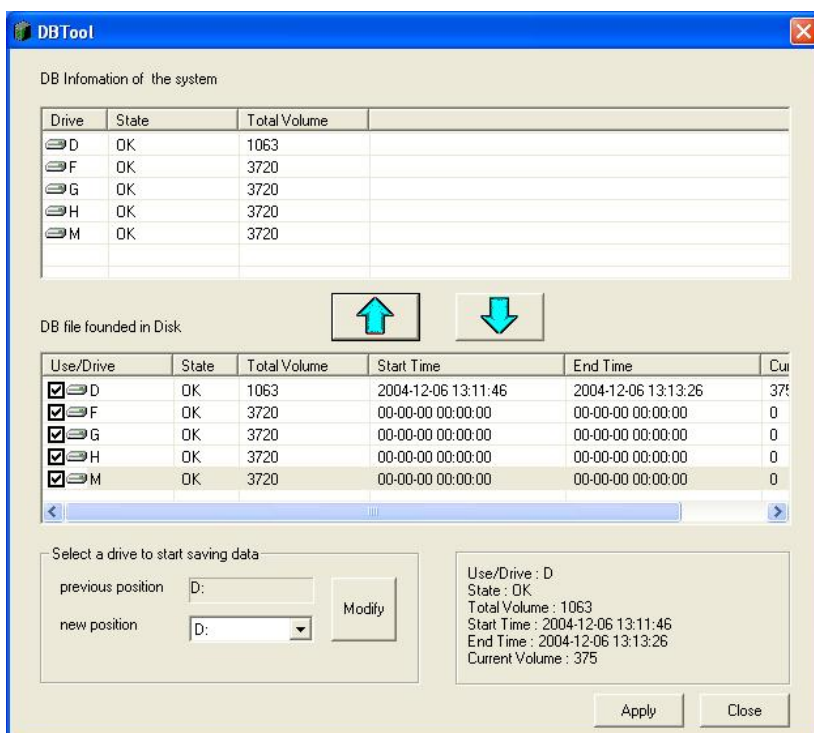 DBTool
DB Infomation of the system
Drive State Total Volume
D OK 1063
F OK 3720
G OK 3720
H OK 3720
M OK 3720
DB file founded in Disk
Use/Drive State Total Volume Start Time End Time Cur
D OK 1063 2004-12-06 13:11:46 2004-12-06 13:13:26 375
F OK 3720 00-00-00 00:00:00 00-00-00 00:00:00 0
G OK 3720 00-00-00 00:00:00 00-00-00 00:00:00 0
H OK 3720 00-00-00 00:00:00 00-00-00 00:00:00 0
M OK 3720 00-00-00 00:00:00 00-00-00 00:00:00 0
Select a drive to start saving data
previous position D:
new position D:
Modify
Use/Drive : D
State : OK
Total Volume : 1063
Start Time : 2004-12-06 13:11:46
End Time : 2004-12-06 13:13:26
Current Volume : 375
Apply Close